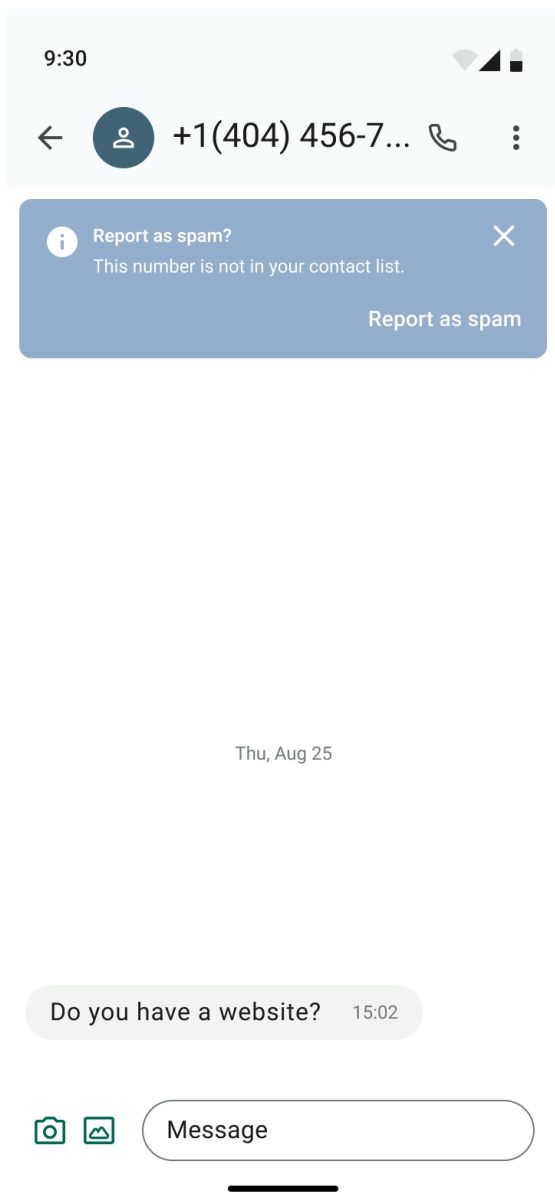 9:30
+1(404) 456-7...
Report as spam?
This number is not in your contact list.
Report as spam
Thu, Aug 25
Do you have a website? 15:02
Message